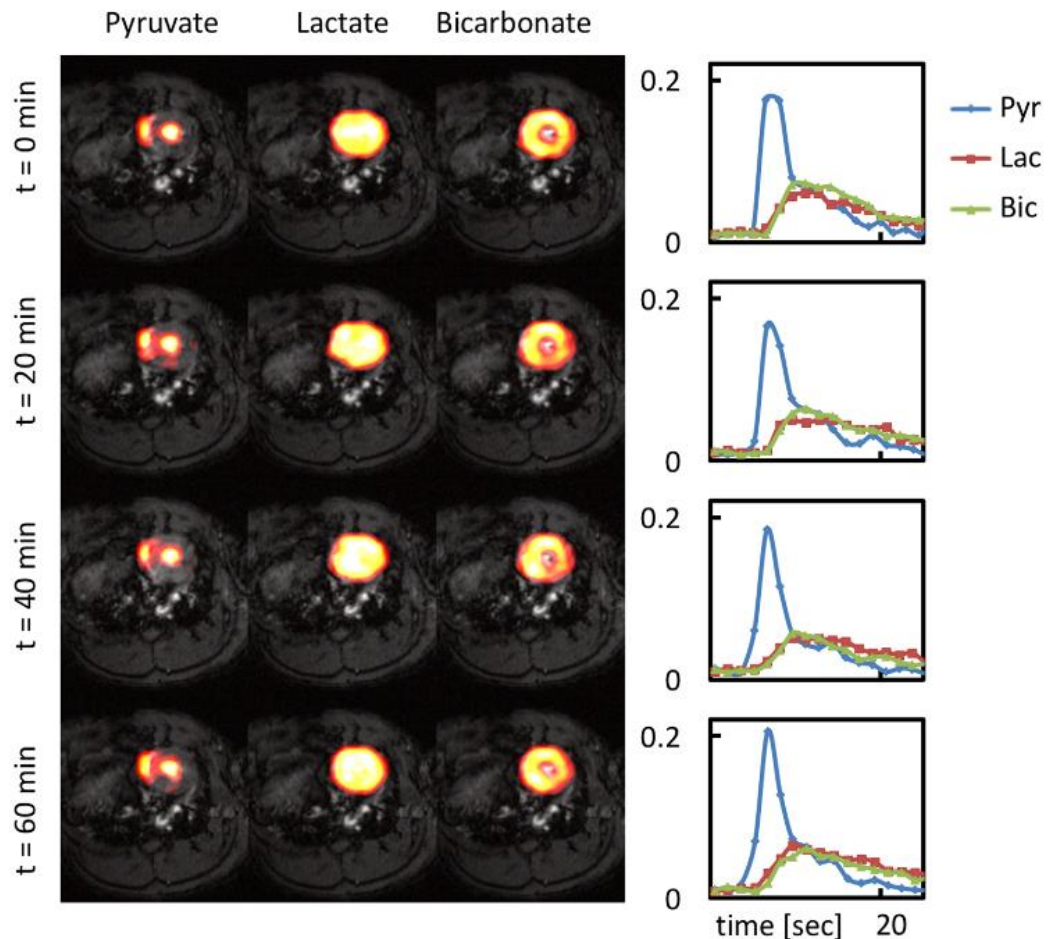 Pyruvate Lactate Bicarbonate
t = 0 min
0.2
0
Pyr
Lac
Bic
t = 20 min
0.2
0
t = 40 min
0.2
0
t = 60 min
0.2
0
time [sec] 20